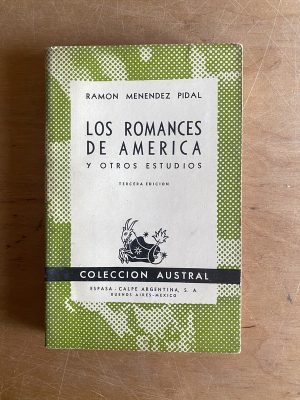 RAMON MENENDEZ PIDAL
LOS ROMANCES
DE AMERICA
Y OTROS ESTUDIOS
TERCERA EDICION
COLECCION AUSTRAL
ESPASA - CALPE ARGENTINA, S. A
BUENOS AIRES-MEXICO